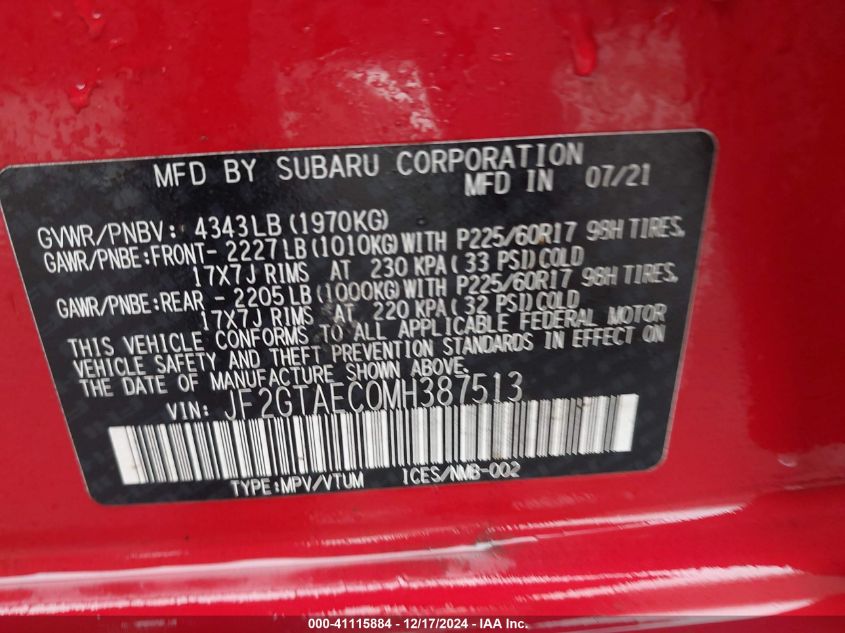 MFD BY SUBARU CORPORATION
MFD IN 07/21
GVWR/PNBV: 4343LB (1970KG)
GAWR/PNBE:FRONT- 2227LB (1010KG) WITH P225/60R17 98H TIRES,
17X7J RIMS AT 230 KPA( 33 PSI) COLD
GAWR/PNBE:REAR - 2205LB (1000KG) WITH P225/60R17 98H TIRES,
17X7J RIMS AT 220 KPA( 32 PSI) COLD
THIS VEHICLE CONFORMS TO ALL APPLICABLE FEDERAL MOTOR
VEHICLE SAFETY AND THEFT PREVENTION STANDARDS IN EFFECT ON
THE DATE OF MANUFACTURE SHOWN ABOVE.
VIN: JF2GTAEC0MH387513
TYPE:MPV/VTUM ICES/NMB-002
000-41115884 - 12/17/2024 - 1st.